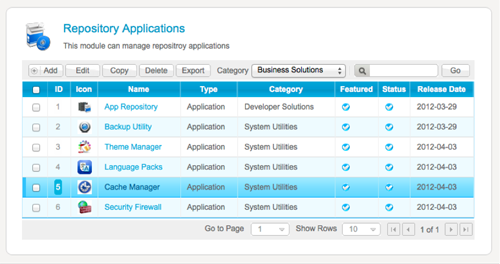 Repository Applications
This module can manage repositroy applications
Add Edit Copy Delete Export Category Business Solutions Go
ID Icon Name Type Category Featured Status Release Date
1 App Repository Application Developer Solutions 2012-03-29
2 Backup Utility Application System Utilities 2012-03-29
3 Theme Manager Application System Utilities 2012-04-03
4 Language Packs Application System Utilities 2012-04-03
5 Cache Manager Application System Utilities 2012-04-03
6 Security Firewall Application System Utilities 2012-04-03
Go to Page 1 Show Rows 10 1 of 1